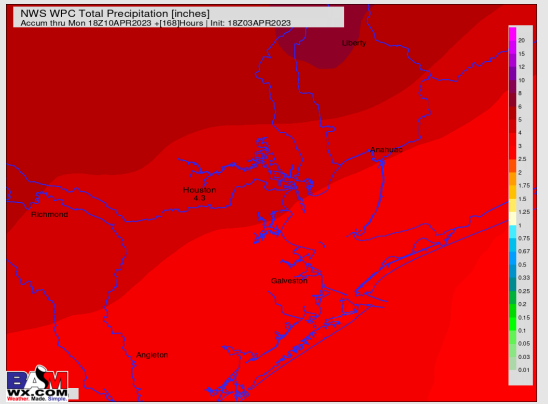 NWS WPC Total Precipitation [inches]
Accum thru Mon 18Z10APR2023 +[168]Hours | Init: 18Z03APR2023
Liberty
20
15
12
10
8
6
5
4
3
2.5
2
1.75
1.5
1.25
1
0.75
0.67
0.5
0.33
0.25
0.2
0.15
0.1
0.05
0.03
0.01
Anahuac
Houston
4.3
Richmond
Galveston
Angleton
BAM
WX.COM
Weather. Made. Simple.